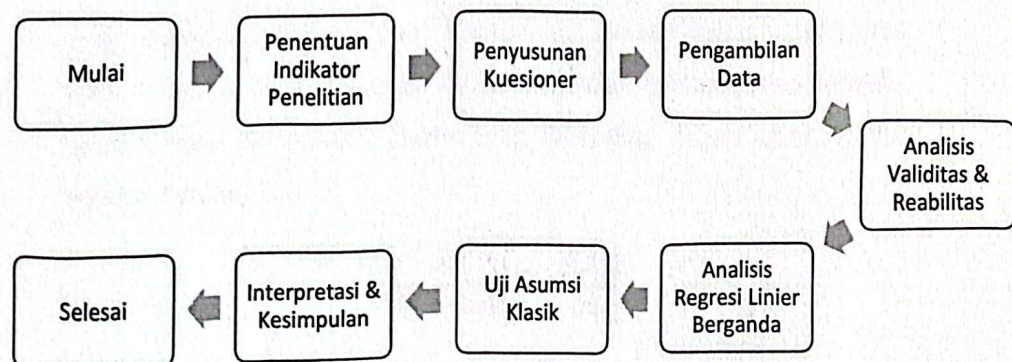 Mulai
Penentuan
Indikator
Penelitian
Penyusunan
Kuesioner
Pengambilan
Data
Analisis
Validitas &
Reabilitas
Analisis
Regresi Linier
Berganda
Uji Asumsi
Klasik
Interpretasi &
Kesimpulan
Selesai